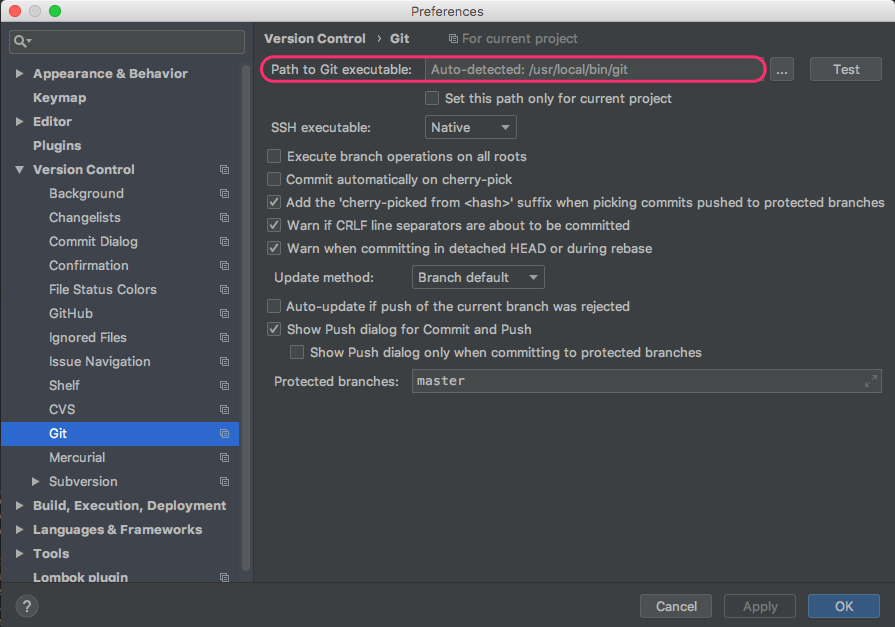 Preferences
Appearance & Behavior
Keymap
Editor
Plugins
Version Control
Background
Changelists
Commit Dialog
Confirmation
File Status Colors
GitHub
Ignored Files
Issue Navigation
Shelf
CVS
Git
Mercurial
Subversion
Build, Execution, Deployment
Languages & Frameworks
Tools
Lombok plugin
Version Control › Git For current project
Path to Git executable: Auto-detected: /usr/local/bin/git ... Test
Set this path only for current project
SSH executable: Native
Execute branch operations on all roots
Commit automatically on cherry-pick
Add the 'cherry-picked from <hash>' suffix when picking commits pushed to protected branches
Warn if CRLF line separators are about to be committed
Warn when committing in detached HEAD or during rebase
Update method: Branch default
Auto-update if push of the current branch was rejected
Show Push dialog for Commit and Push
Show Push dialog only when committing to protected branches
Protected branches: master
? Cancel Apply OK